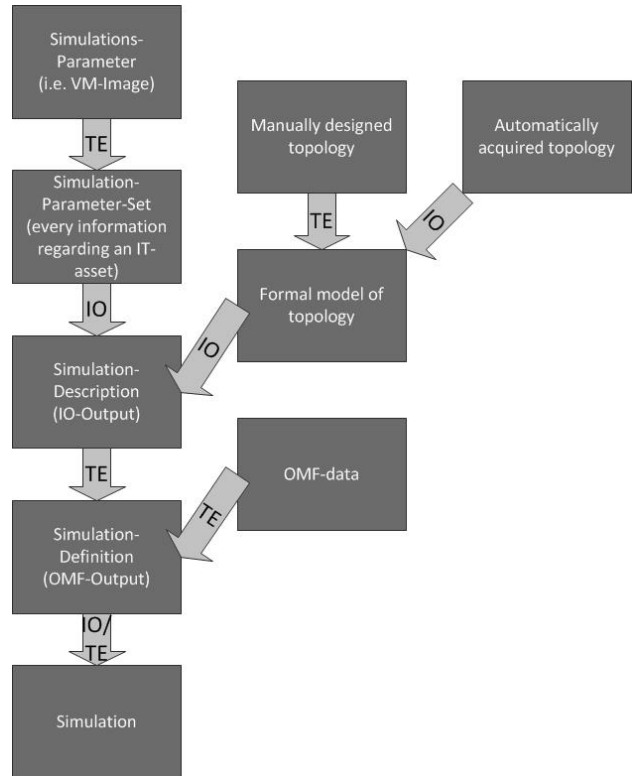 Simulations-
Parameter
(i.e. VM-Image)
TE
Manually designed
topology
Automatically
acquired topology
Simulation-
Parameter-Set
(every information
regarding an IT-
asset)
TE
IO
IO
Formal model of
topology
IO
Simulation-
Description
(IO-Output)
TE
OMF-data
TE
Simulation-
Definition
(OMF-Output)
IO/
TE
Simulation